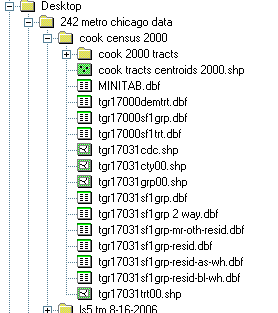 Desktop
242 metro chicago data
cook census 2000
cook 2000 tracts
cook tracts centroids 2000.shp
MINITAB.dbf
tgr17000demtrt.dbf
tgr17000sf1grp.dbf
tgr17000sf1trt.dbf
tgr17031cdc.shp
tgr17031cty00.shp
tgr17031grp00.shp
tgr17031sf1grp.dbf
tgr17031sf1grp 2 way.dbf
tgr17031sf1grp-mr-oth-resid.dbf
tgr17031sf1grp-resid.dbf
tgr17031sf1grp-resid-as-wh.dbf
tgr17031sf1grp-resid-bl-wh.dbf
tgr17031trt00.shp
ls5 tm 8-16-2006